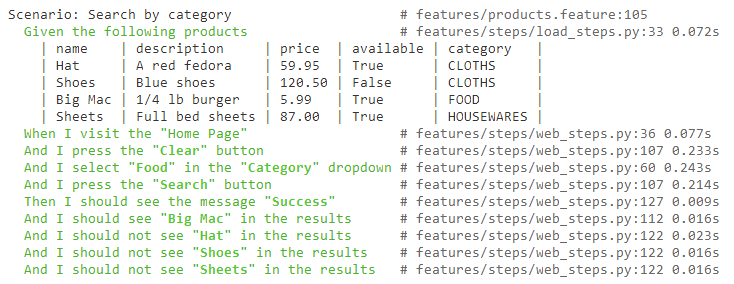 Scenario: Search by category # features/products.feature:105
Given the following products # features/steps/load_steps.py:33 0.072s
| name | description | price | available | category |
| Hat | A red fedora | 59.95 | True | CLOTHS |
| Shoes | Blue shoes | 120.50 | False | CLOTHS |
| Big Mac | 1/4 lb burger | 5.99 | True | FOOD |
| Sheets | Full bed sheets | 87.00 | True | HOUSEWARES |
When I visit the "Home Page" # features/steps/web_steps.py:36 0.077s
And I press the "Clear" button # features/steps/web_steps.py:107 0.233s
And I select "Food" in the "Category" dropdown # features/steps/web_steps.py:60 0.243s
And I press the "Search" button # features/steps/web_steps.py:107 0.214s
Then I should see the message "Success" # features/steps/web_steps.py:127 0.009s
And I should see "Big Mac" in the results # features/steps/web_steps.py:112 0.016s
And I should not see "Hat" in the results # features/steps/web_steps.py:122 0.023s
And I should not see "Shoes" in the results # features/steps/web_steps.py:122 0.016s
And I should not see "Sheets" in the results # features/steps/web_steps.py:122 0.016s